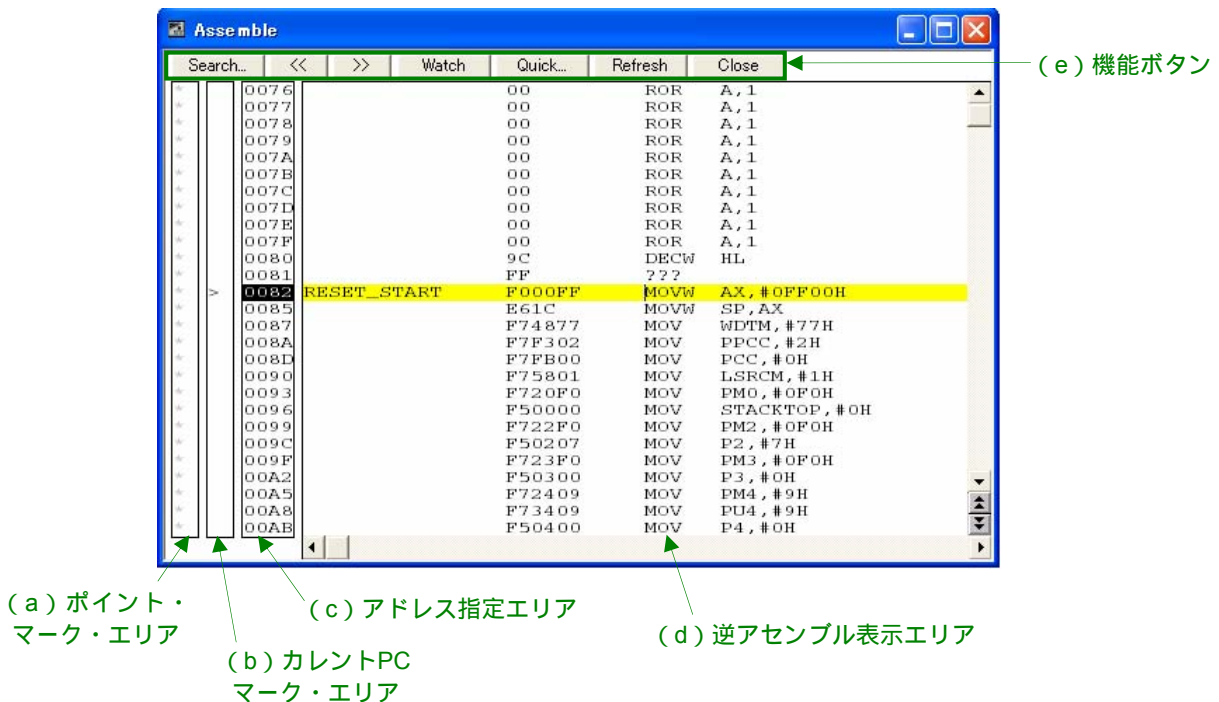 Assemble
Search... << >> Watch Quick... Refresh Close
(e)機能ボタン
0076 00 ROR A,1
0077 00 ROR A,1
0078 00 ROR A,1
0079 00 ROR A,1
007A 00 ROR A,1
007B 00 ROR A,1
007C 00 ROR A,1
007D 00 ROR A,1
007E 00 ROR A,1
007F 00 ROR A,1
0080 9C DECW HL
0081 FF ???
> 0082 RESET_START F000FF MOVW AX,#0FF00H
0085 E61C MOVW SP,AX
0087 F74877 MOV WDTM,#77H
008A F7F302 MOV PPCC,#2H
008D F7FB00 MOV PCC,#0H
0090 F75801 MOV LSRCM,#1H
0093 F720F0 MOV PM0,#0F0H
0096 F50000 MOV STACKTOP,#0H
0099 F722F0 MOV PM2,#0F0H
009C F50207 MOV P2,#7H
009F F723F0 MOV PM3,#0F0H
00A2 F50300 MOV P3,#0H
00A5 F72409 MOV PM4,#9H
00A8 F73409 MOV PU4,#9H
00AB F50400 MOV P4,#0H
(a)ポイント・
マーク・エリア
(b)カレントPC
マーク・エリア
(c)アドレス指定エリア
(d)逆アセンブル表示エリア